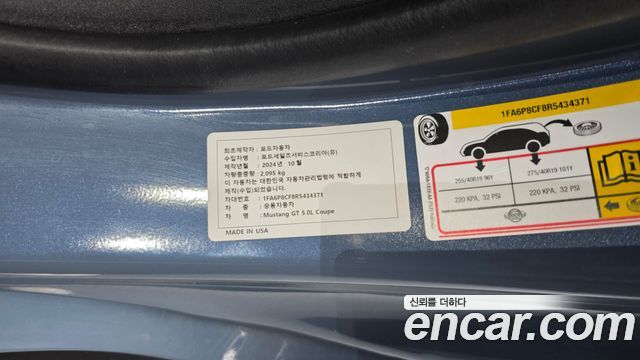 최초제작자 : 포드자동차
수입자명 : 포드세일즈서비스코리아(유)
제작년월 : 2024년 10월
차량총중량 : 2,095 kg
이 자동차는 대한민국 자동차관리법령에 적합하게
제작(수입)되었습니다.
차대번호 : 1FA6P8CF8R5434371
차 종 : 승용자동차
차 명 : Mustang GT 5.0L Coupe
MADE IN USA
1FA6P8CF8R5434371
255/40R19 96Y
275/40R19 101Y
220 KPA, 32 PSI
220 KPA, 32 PSI
신뢰를 더하다
encar.com